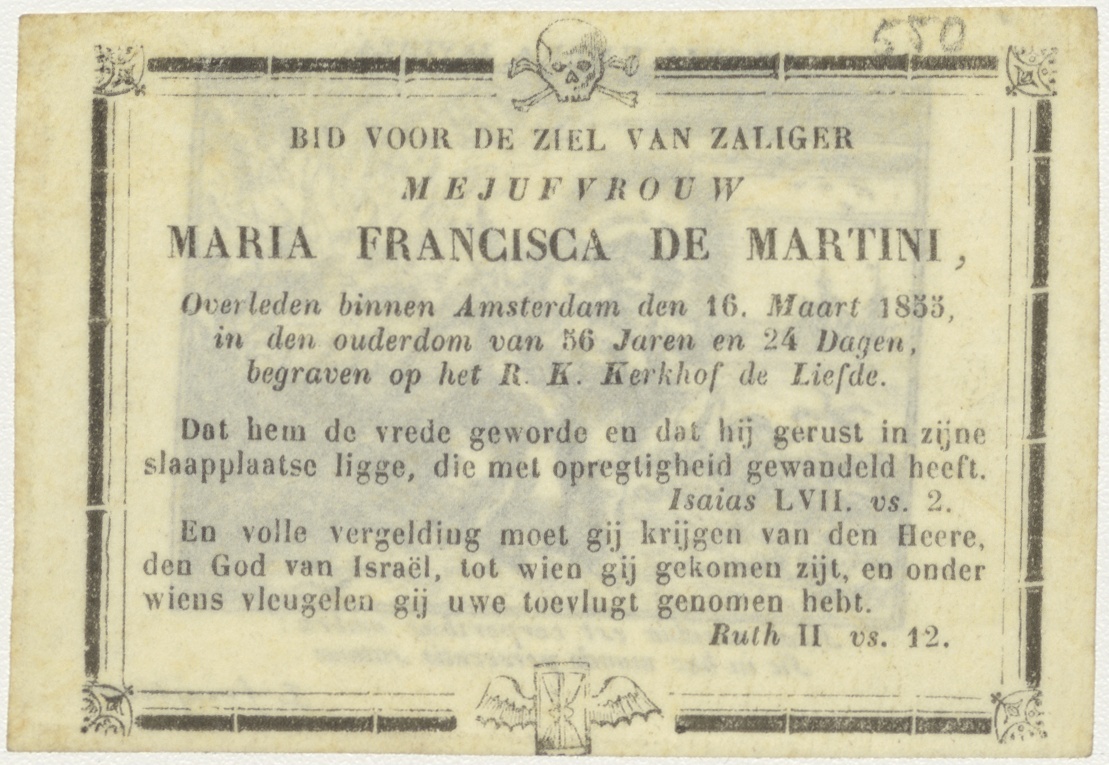 550
BID VOOR DE ZIEL VAN ZALIGER
MEJUFVROUW
MARIA FRANCISCA DE MARTINI,
Overleden binnen Amsterdam den 16. Maart 1855,
in den ouderdom van 56 Jaren en 24 Dagen,
begraven op het R. K. Kerkhof de Liefde.
Dat hem de vrede geworde en dat hij gerust in zijne
slaapplaatse ligge, die met opregtigheid gewandeld heeft.
Isaias LVII. vs. 2.
En volle vergelding moet gij krijgen van den Heere,
den God van Israël, tot wien gij gekomen zijt, en onder
wiens vleugelen gij uwe toevlugt genomen hebt.
Ruth II vs. 12.